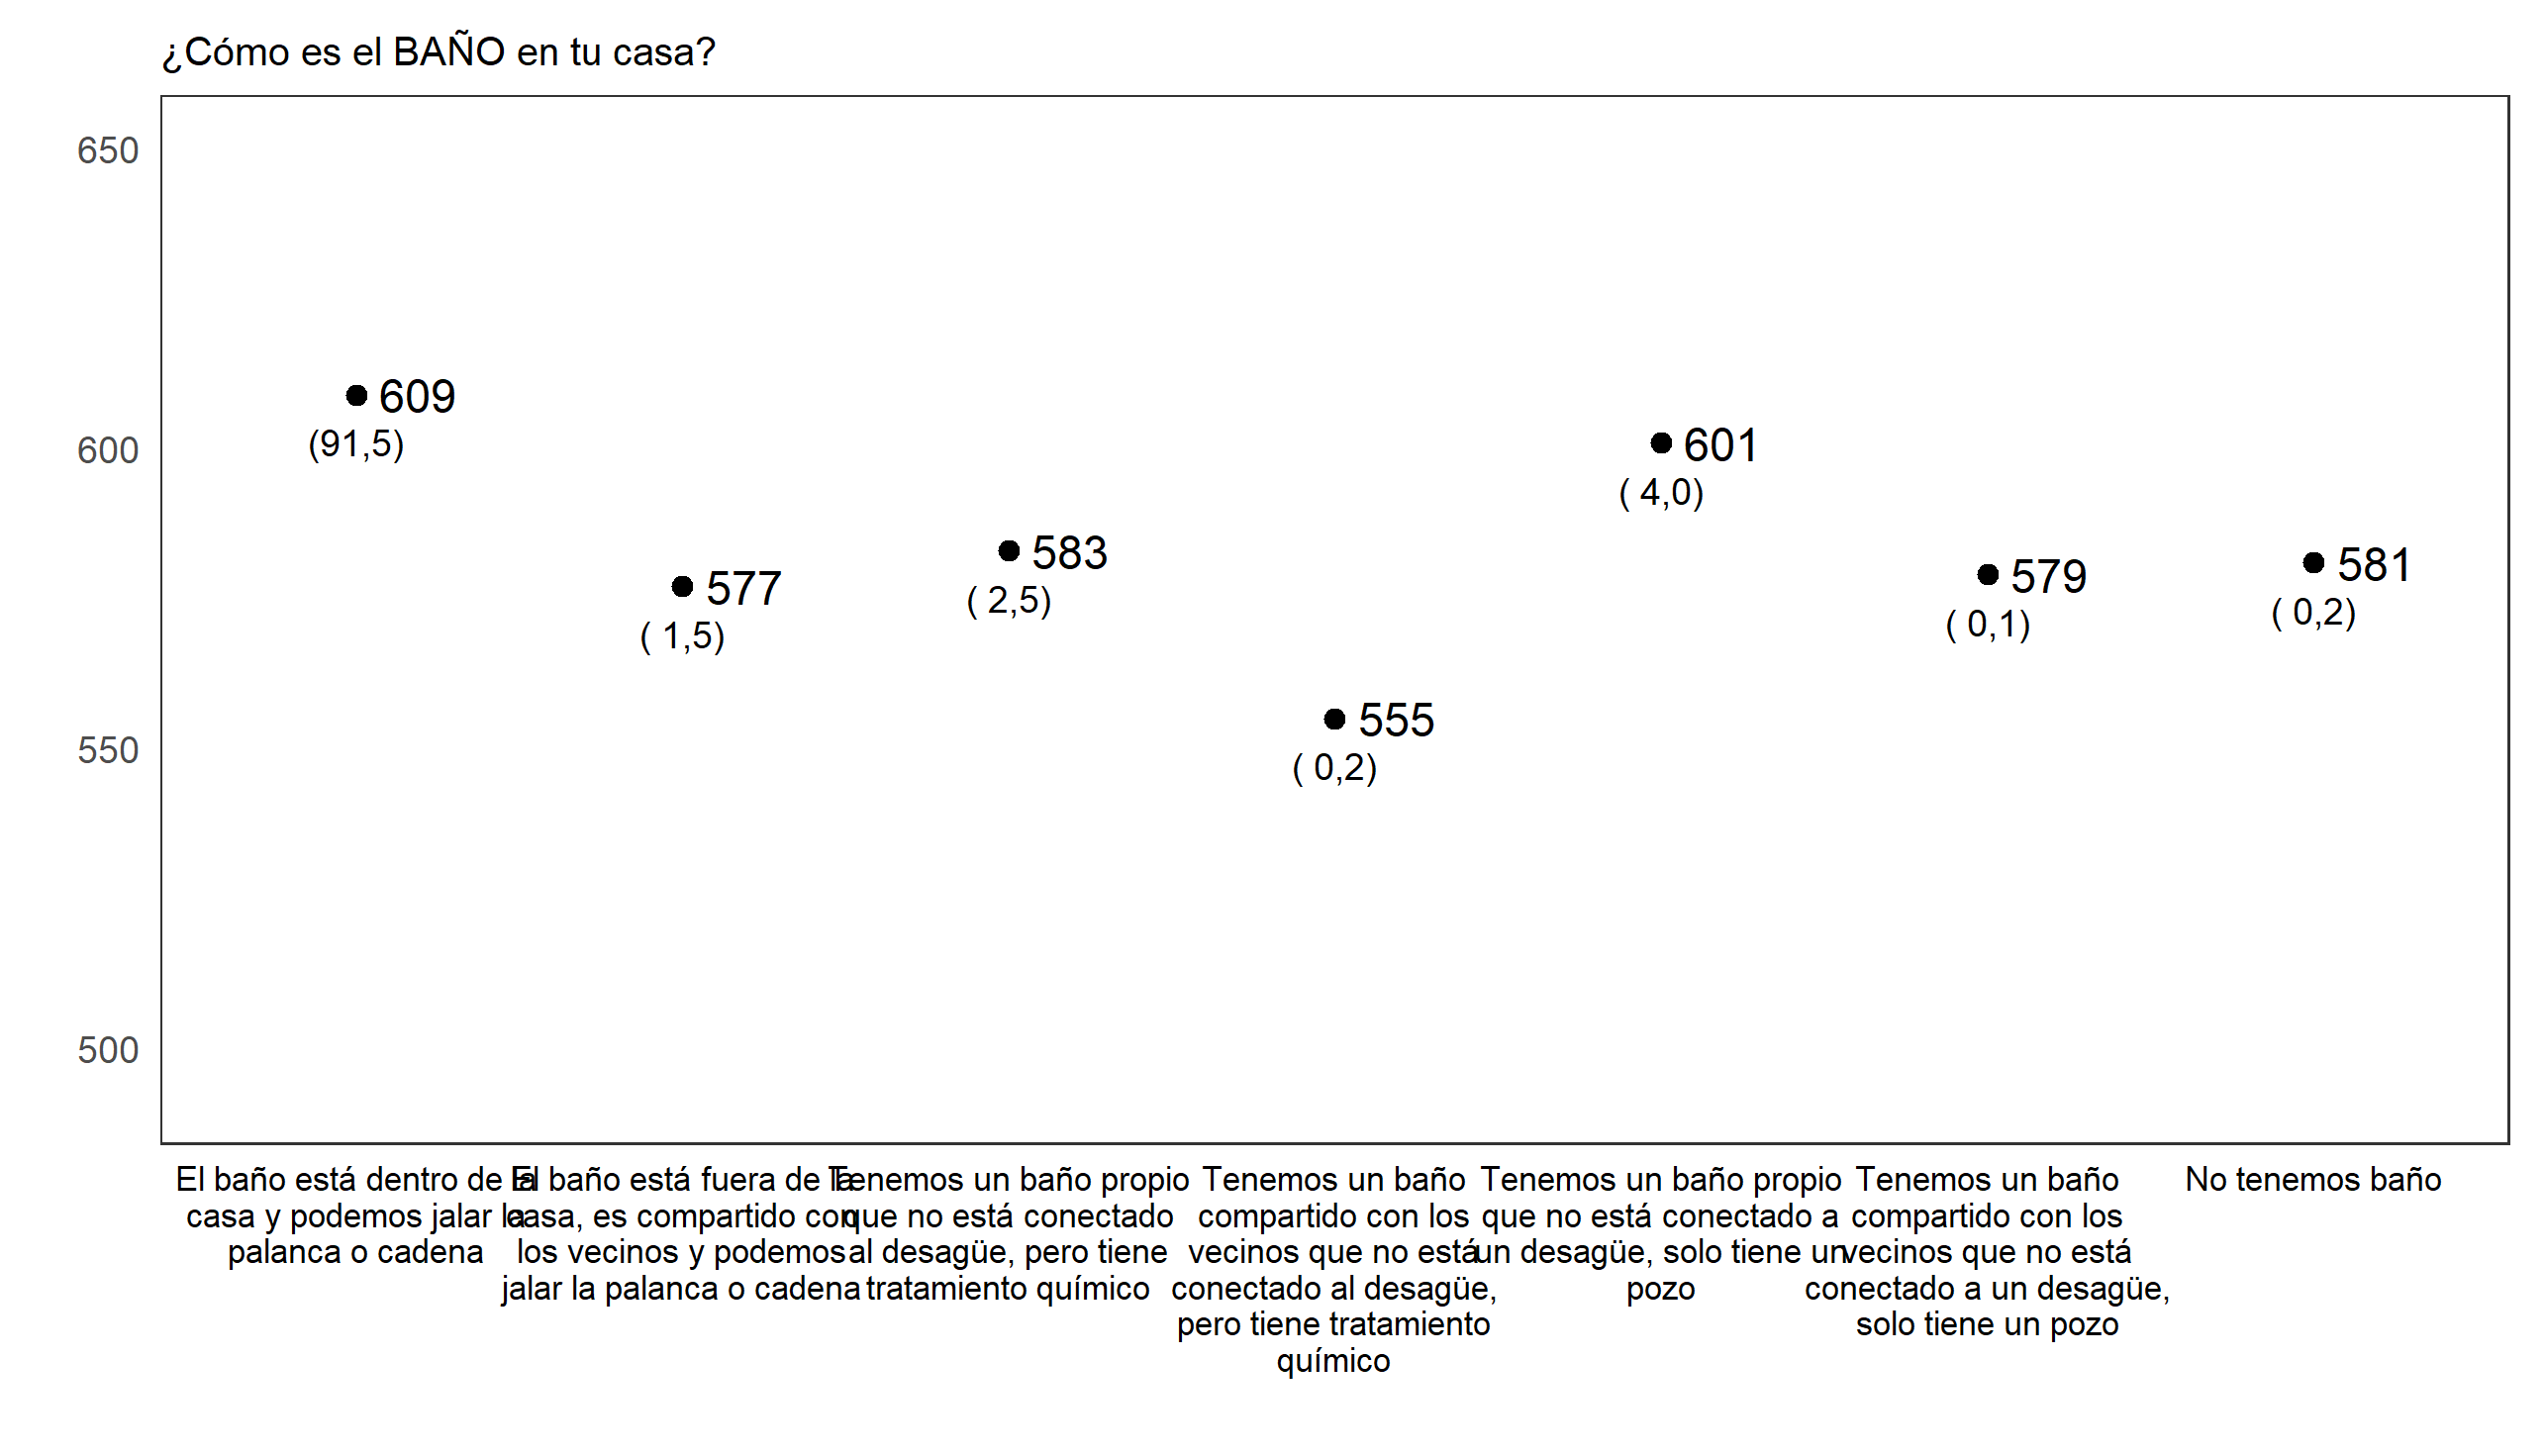 ¿Cómo es el BAÑO en tu casa?
650
600
550
500
609
(91,5)
577
( 1,5)
583
( 2,5)
555
( 0,2)
601
( 4,0)
579
( 0,1)
581
( 0,2)
El baño está dentro de la
casa y podemos jalar la
palanca o cadena
El baño está fuera de la
casa, es compartido con
los vecinos y podemos
jalar la palanca o cadena
Tenemos un baño propio
que no está conectado
al desagüe, pero tiene
tratamiento químico
Tenemos un baño
compartido con los
vecinos que no está
conectado al desagüe,
pero tiene tratamiento
químico
Tenemos un baño propio
que no está conectado a
un desagüe, solo tiene un
pozo
Tenemos un baño
compartido con los
vecinos que no está
conectado a un desagüe,
solo tiene un pozo
No tenemos baño